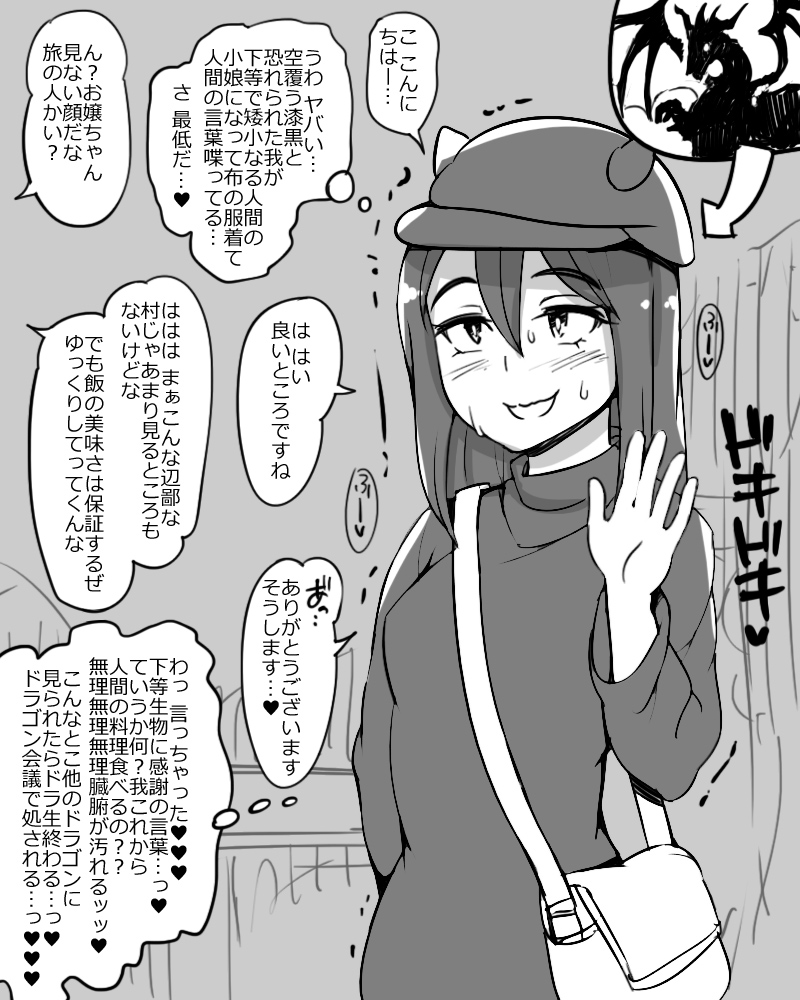 こ こんに
ちはー…
うわ ヤバい…
空覆う漆黒と
恐れられた我が
下等で矮小なる人間の
小娘になって布の服着て
人間の言葉喋ってる…
さ 最低だ…♥
ん？お嬢ちゃん
見ない顔だな
旅の人かい？
は はい
良いところですね
ははは まぁこんな辺鄙な
村じゃあまり見るところも
ないけどな
でも飯の美味さは保証するぜ
ゆっくりしてってくんな
ふー♥
ドキドキ♥
ふー♥
あ゛っ…
ありがとうございます
そうします…♥
わっ 言っちゃった♥♥♥
下等生物に感謝の言葉…っ♥
ていうか何？我これから
人間の料理食べるの？？
無理無理無理臓腑が汚れるッッ♥
こんなとこ他のドラゴンに
見られたらドラ生終わる…っ♥
ドラゴン会議で処される…っ♥♥♥